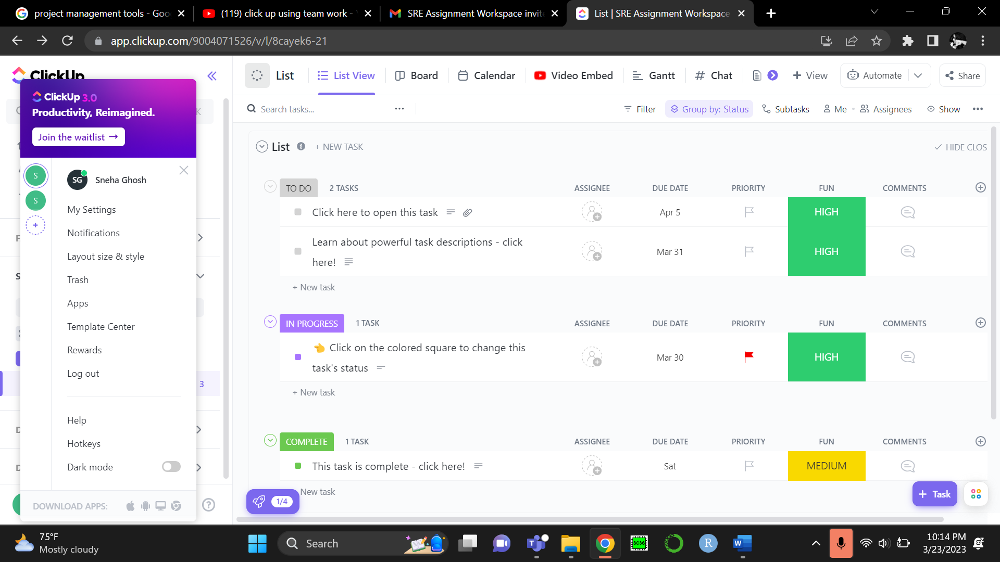 project management tools - Goo
(119) click up using team work -
SRE Assignment Workspace invite
List | SRE Assignment Workspace
app.clickup.com/9004071526/v/l/8cayek6-21
ClickUp
ClickUp 3.0
Productivity, Reimagined.
Join the waitlist →
K
S
S
+
SG
Sneha Ghosh
My Settings
Notifications
Layout size & style
Trash
Apps
Template Center
Rewards
Log out
3
Help
Hotkeys
Dark mode
DOWNLOAD APPS:
?
List
List View
Board
Calendar
Video Embed
Gantt
# Chat
+ View
Automate
Share
Search tasks...
Filter
Group by: Status
Subtasks
Me
Assignees
Show
List
+ NEW TASK
HIDE CLOS
TO DO
2 TASKS
ASSIGNEE
DUE DATE
PRIORITY
FUN
COMMENTS
Click here to open this task
Apr 5
HIGH
Learn about powerful task descriptions - click
here!
Mar 31
HIGH
+ New task
IN PROGRESS
1 TASK
ASSIGNEE
DUE DATE
PRIORITY
FUN
COMMENTS
👈 Click on the colored square to change this
task's status
Mar 30
HIGH
+ New task
COMPLETE
1 TASK
ASSIGNEE
DUE DATE
PRIORITY
FUN
COMMENTS
This task is complete - click here!
Sat
MEDIUM
New task
1/4
+ Task
75°F
Mostly cloudy
Search
8086
R
10:14 PM
3/23/2023